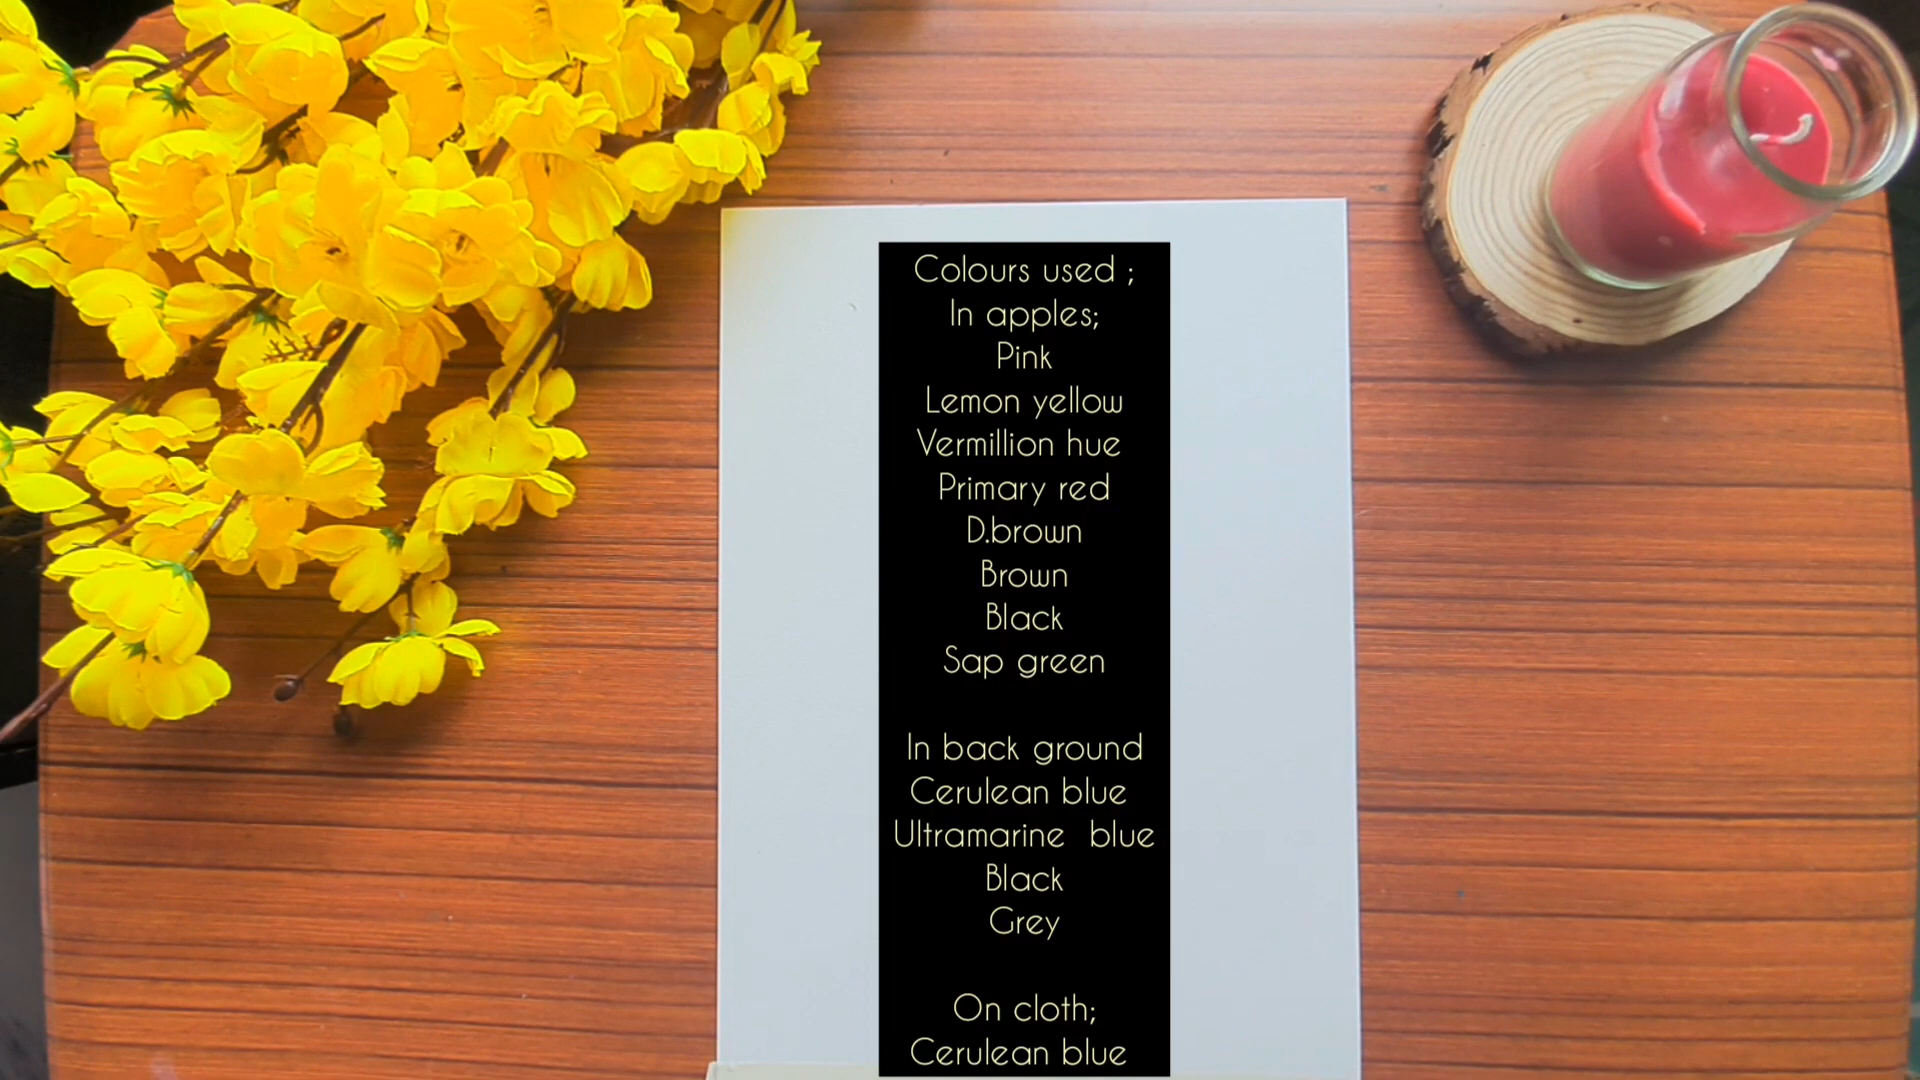 Colours used ;
In apples;
Pink
Lemon yellow
Vermillion hue
Primary red
D.brown
Brown
Black
Sap green
In back ground
Cerulean blue
Ultramarine blue
Black
Grey
On cloth;
Cerulean blue